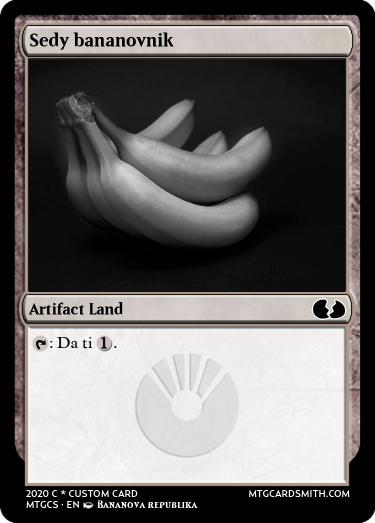 Sedy bananovnik
Artifact Land
: Da ti 1.
2020 C * CUSTOM CARD
MTGCARDSMITH.COM
MTGCS · EN BANANOVA REPUBLIKA